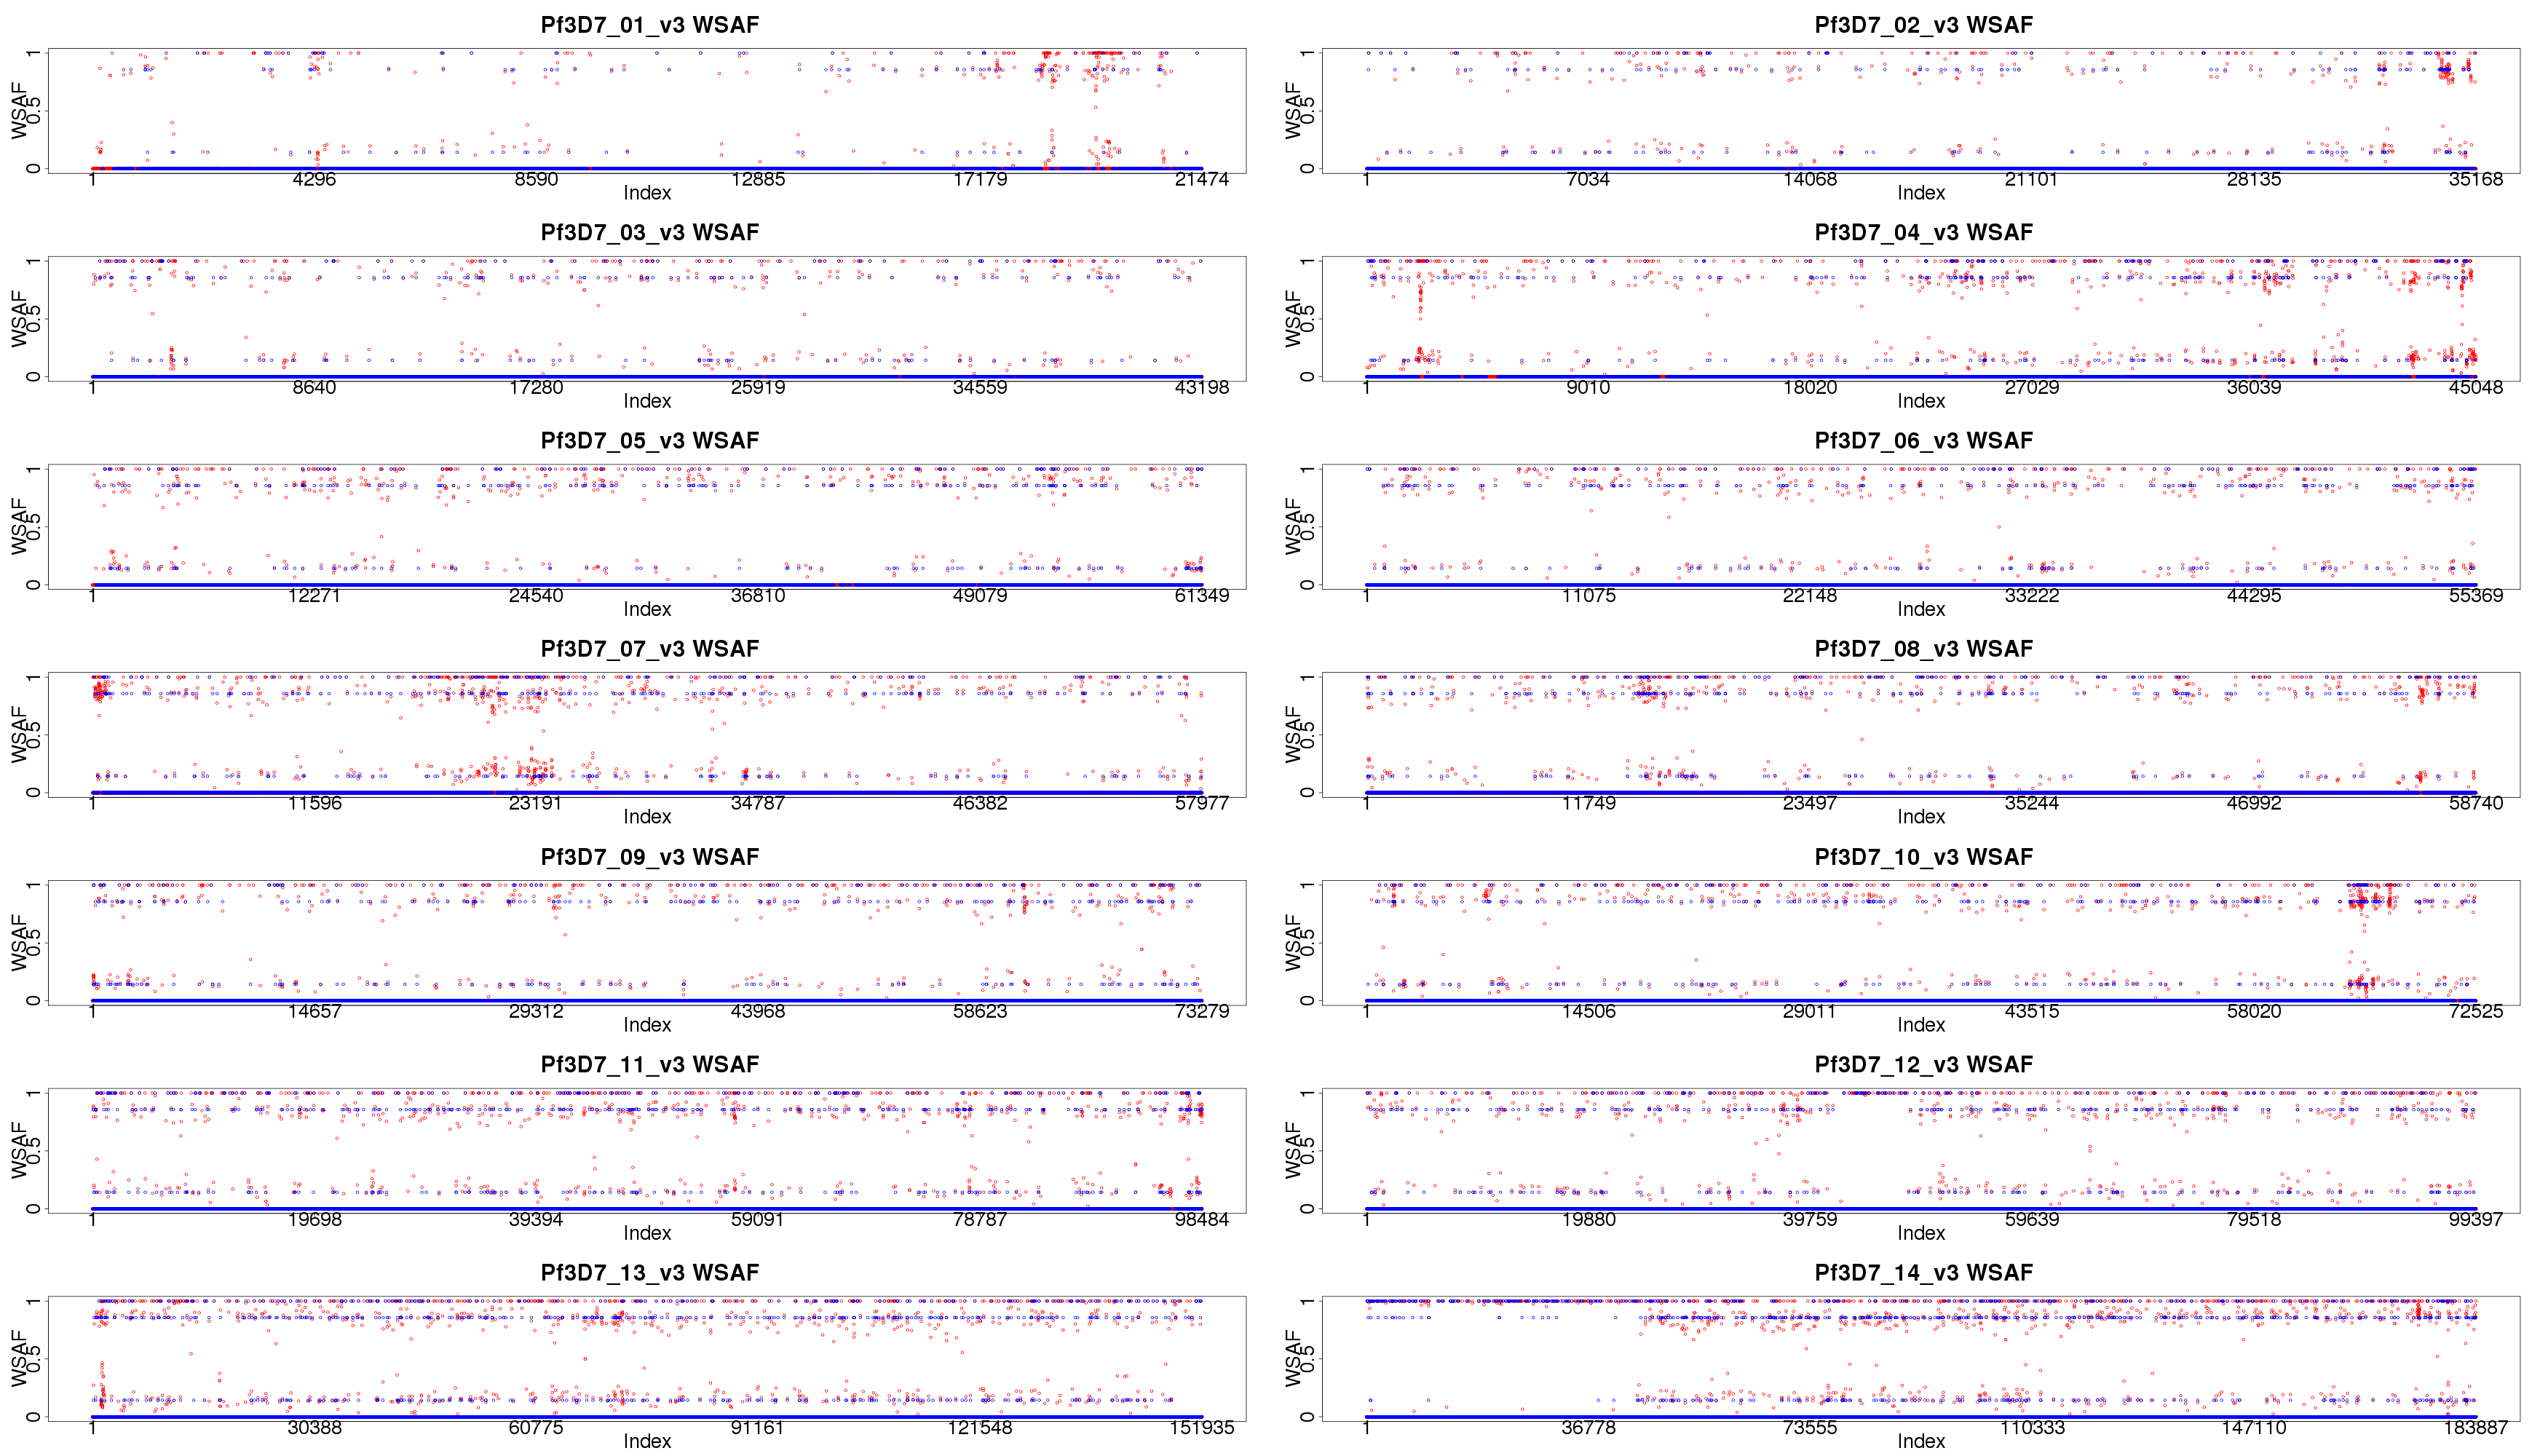 Pf3D7_01_v3 WSAF
WSAF
0 0.5 1
1 4296 8590 12885 17179 21474
Index
Pf3D7_02_v3 WSAF
WSAF
0 0.5 1
1 7034 14068 21101 28135 35168
Index
Pf3D7_03_v3 WSAF
WSAF
0 0.5 1
1 8640 17280 25919 34559 43198
Index
Pf3D7_04_v3 WSAF
WSAF
0 0.5 1
1 9010 18020 27029 36039 45048
Index
Pf3D7_05_v3 WSAF
WSAF
0 0.5 1
1 12271 24540 36810 49079 61349
Index
Pf3D7_06_v3 WSAF
WSAF
0 0.5 1
1 11075 22148 33222 44295 55369
Index
Pf3D7_07_v3 WSAF
WSAF
0 0.5 1
1 11596 23191 34787 46382 57977
Index
Pf3D7_08_v3 WSAF
WSAF
0 0.5 1
1 11749 23497 35244 46992 58740
Index
Pf3D7_09_v3 WSAF
WSAF
0 0.5 1
1 14657 29312 43968 58623 73279
Index
Pf3D7_10_v3 WSAF
WSAF
0 0.5 1
1 14506 29011 43515 58020 72525
Index
Pf3D7_11_v3 WSAF
WSAF
0 0.5 1
1 19698 39394 59091 78787 98484
Index
Pf3D7_12_v3 WSAF
WSAF
0 0.5 1
1 19880 39759 59639 79518 99397
Index
Pf3D7_13_v3 WSAF
WSAF
0 0.5 1
1 30388 60775 91161 121548 151935
Index
Pf3D7_14_v3 WSAF
WSAF
0 0.5 1
1 36778 73555 110333 147110 183887
Index